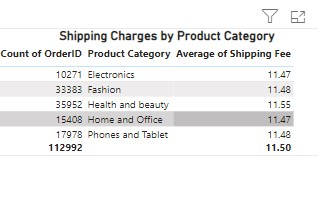 Shipping Charges by Product Category
Count of OrderID Product Category Average of Shipping Fee
10271 Electronics 11.47
33383 Fashion 11.48
35952 Health and beauty 11.55
15408 Home and Office 11.47
17978 Phones and Tablet 11.48
112992 11.50